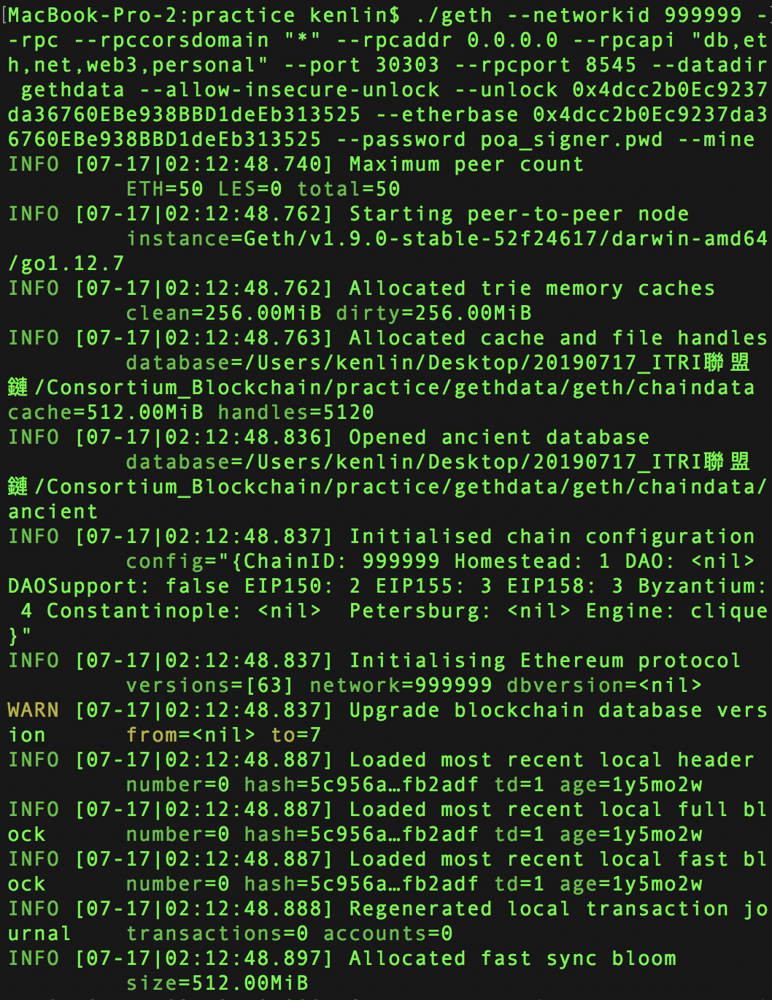 [MacBook-Pro-2:practice kenlin$ ./geth --networkid 999999 -]
-rpc --rpccorsdomain "*" --rpcaddr 0.0.0.0 --rpcapi "db,et
h,net,web3,personal" --port 30303 --rpcport 8545 --datadir
 gethdata --allow-insecure-unlock --unlock 0x4dcc2b0Ec9237
da36760EBe938BBD1deEb313525 --etherbase 0x4dcc2b0Ec9237da3
6760EBe938BBD1deEb313525 --password poa_signer.pwd --mine
INFO [07-17|02:12:48.740] Maximum peer count
ETH=50 LES=0 total=50
INFO [07-17|02:12:48.762] Starting peer-to-peer node
instance=Geth/v1.9.0-stable-52f24617/darwin-amd64
/go1.12.7
INFO [07-17|02:12:48.762] Allocated trie memory caches
clean=256.00MiB dirty=256.00MiB
INFO [07-17|02:12:48.763] Allocated cache and file handles
database=/Users/kenlin/Desktop/20190717_ITRI聯盟
鏈/Consortium_Blockchain/practice/gethdata/geth/chaindata
cache=512.00MiB handles=5120
INFO [07-17|02:12:48.836] Opened ancient database
database=/Users/kenlin/Desktop/20190717_ITRI聯盟
鏈/Consortium_Blockchain/practice/gethdata/geth/chaindata/
ancient
INFO [07-17|02:12:48.837] Initialised chain configuration
config="{ChainID: 999999 Homestead: 1 DAO: <nil>
DAOSupport: false EIP150: 2 EIP155: 3 EIP158: 3 Byzantium:
 4 Constantinople: <nil>  Petersburg: <nil> Engine: clique
}"
INFO [07-17|02:12:48.837] Initialising Ethereum protocol
versions=[63] network=999999 dbversion=<nil>
WARN [07-17|02:12:48.837] Upgrade blockchain database vers
ion from=<nil> to=7
INFO [07-17|02:12:48.887] Loaded most recent local header
number=0 hash=5c956a…fb2adf td=1 age=1y5mo2w
INFO [07-17|02:12:48.887] Loaded most recent local full bl
ock number=0 hash=5c956a…fb2adf td=1 age=1y5mo2w
INFO [07-17|02:12:48.887] Loaded most recent local fast bl
ock number=0 hash=5c956a…fb2adf td=1 age=1y5mo2w
INFO [07-17|02:12:48.888] Regenerated local transaction jo
urnal transactions=0 accounts=0
INFO [07-17|02:12:48.897] Allocated fast sync bloom
size=512.00MiB